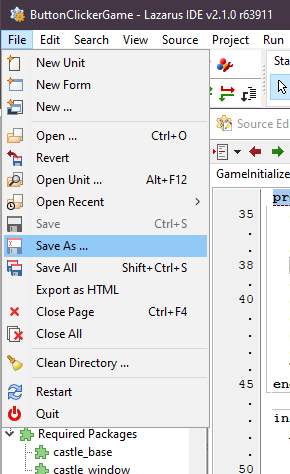 ButtonClickerGame - Lazarus IDE v2.1.0 r63911
File Edit Search View Source Project Run
New Unit
New Form
New ...
Sta
Open ... Ctrl+O
Source Ed
Revert
Open Unit ... Alt+F12
Open Recent
GameInitialize
Save Ctrl+S
pr
35
Save As ...
Save All Shift+Ctrl+S
38
Export as HTML
40
Close Page Ctrl+F4
Close All
Clean Directory ...
45
en
Restart
Quit
in
Required Packages
castle_base
castle_window
50